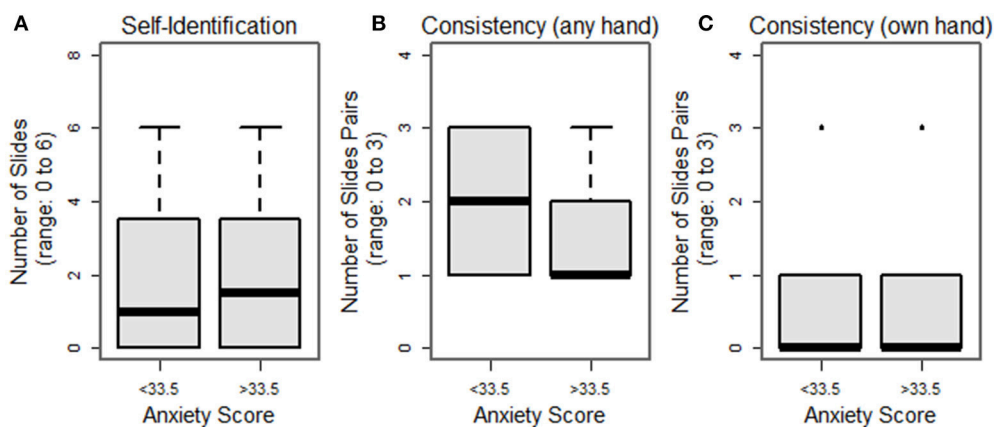 A
Self-Identification
Number of Slides
(range: 0 to 6)
8
6
4
2
0
<33.5
>33.5
Anxiety Score
B
Consistency (any hand)
Number of Slides Pairs
(range: 0 to 3)
4
3
2
1
0
<33.5
>33.5
Anxiety Score
C
Consistency (own hand)
Number of Slides Pairs
(range: 0 to 3)
4
3
2
1
0
<33.5
>33.5
Anxiety Score